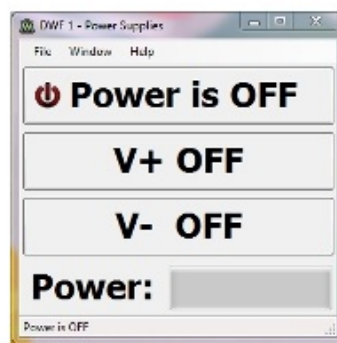 DWF 1 - Power Supplies
File Window Help
Power is OFF
V+ OFF
V- OFF
Power:
Power is OFF